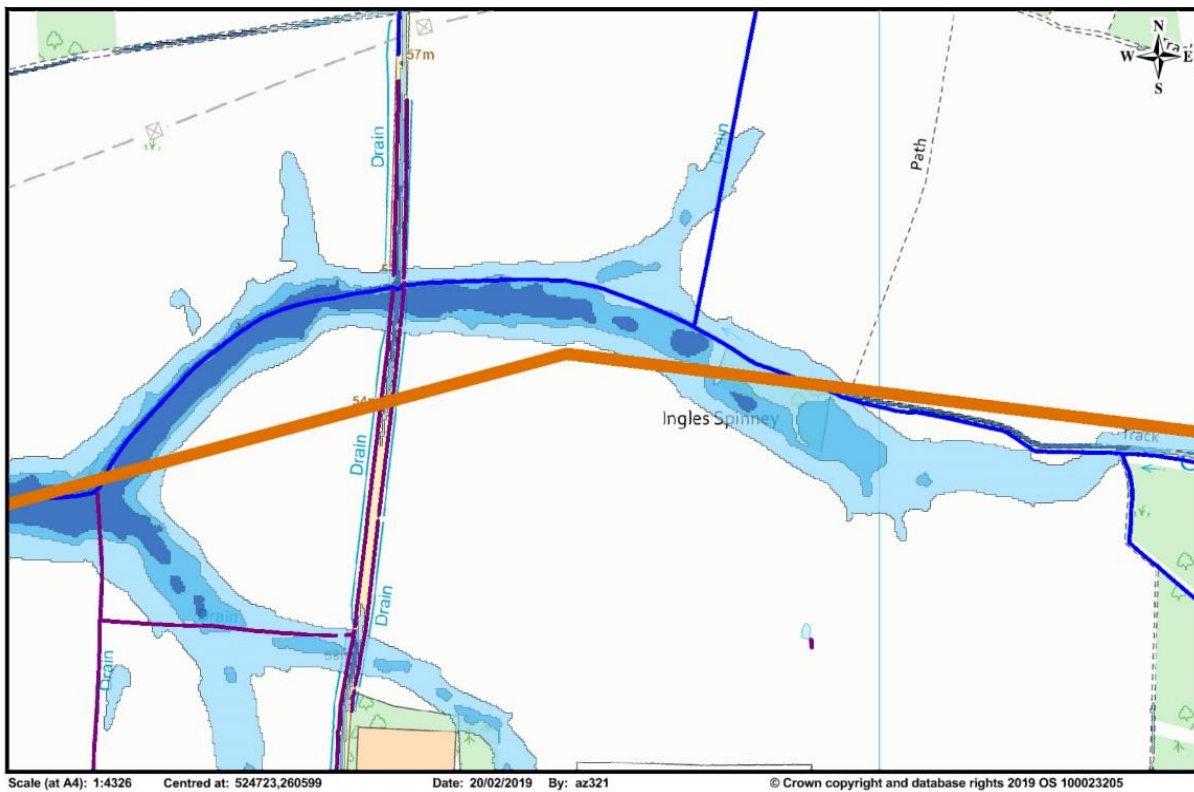 N
W E
S
57m
Drain
Drain
Path
Ingles Spinney
Track
Drain
Drain
Drain
Drain
Scale (at A4): 1:4326 Centred at: 524723,260599 Date: 20/02/2019 By: az321 © Crown copyright and database rights 2019 OS 100023205